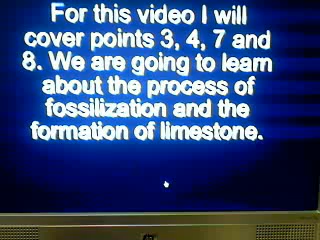 For this video I will
cover points 3, 4, 7 and
8. We are going to learn
about the process of
fossilization and the
formation of limestone.